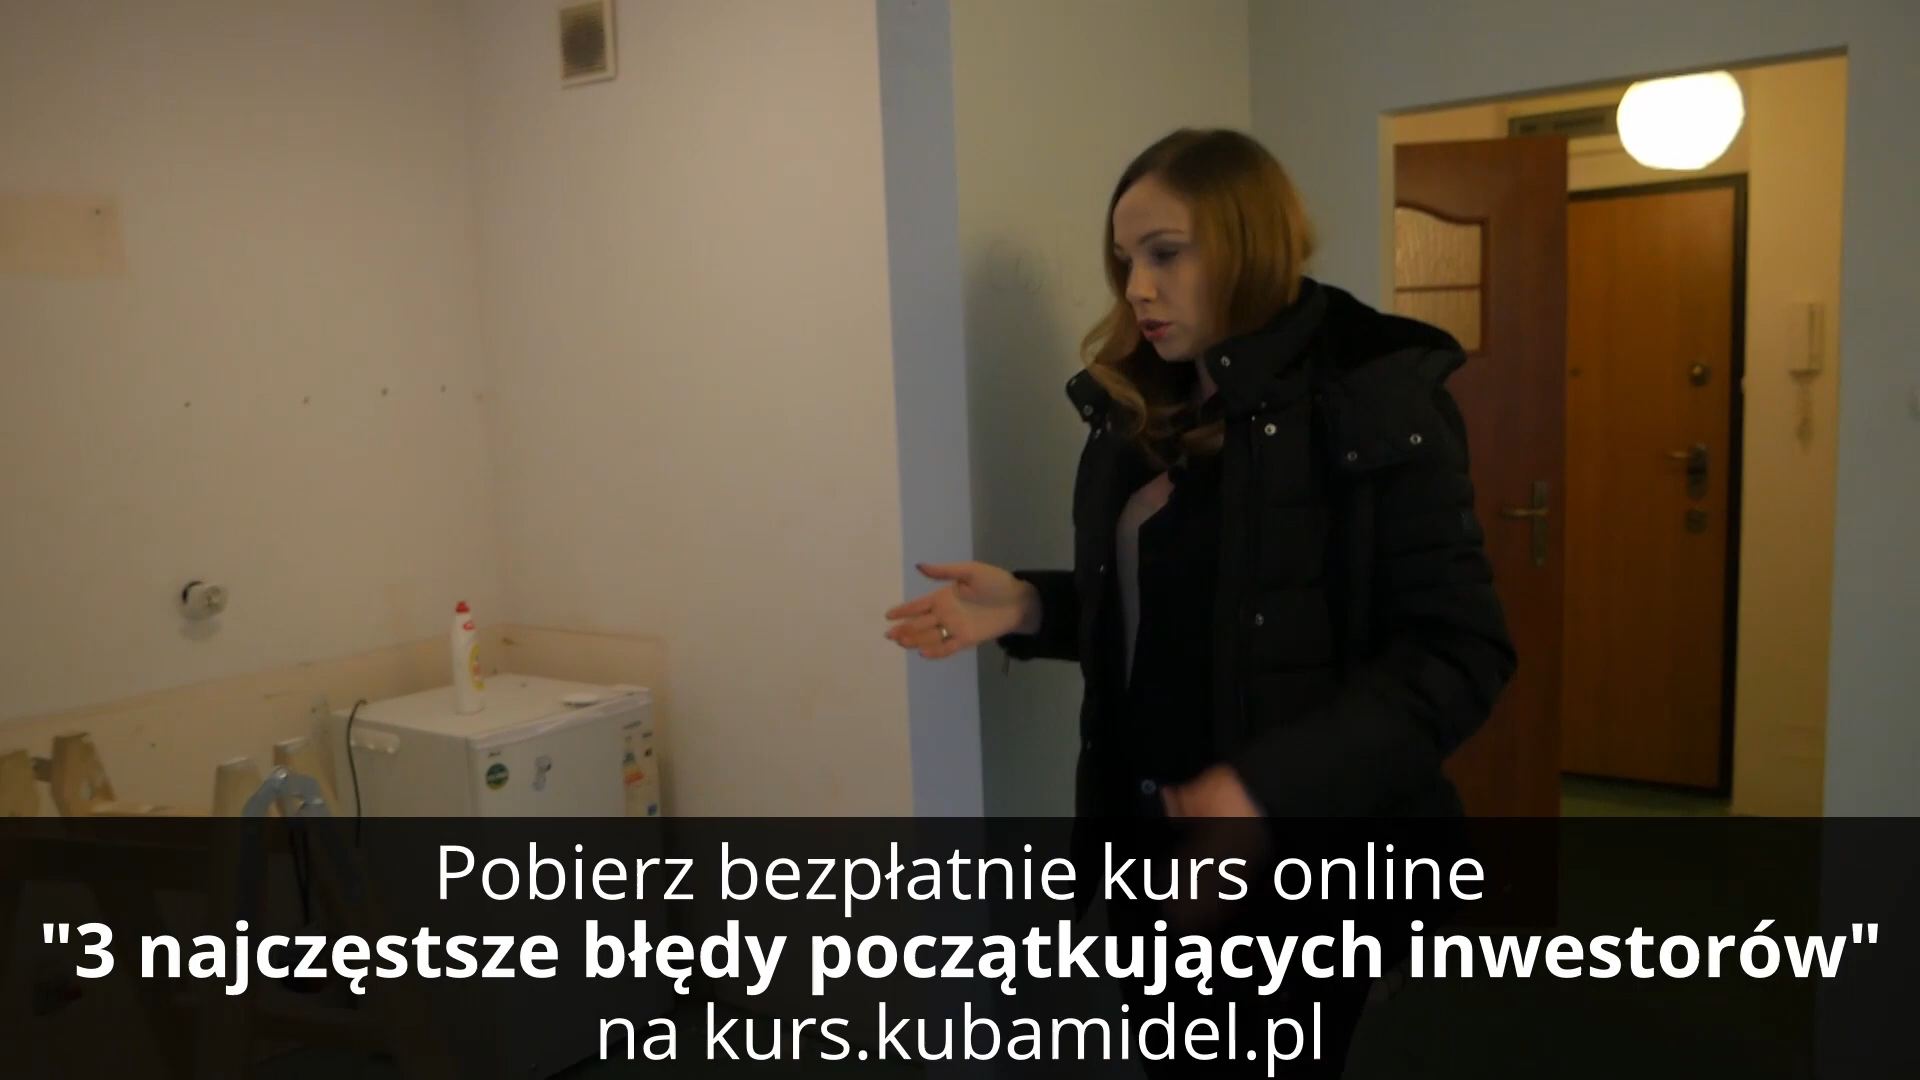 Pobierz bezpłatnie kurs online
"3 najczęstsze błędy początkujących inwestorów"
na kurs.kubamidel.pl